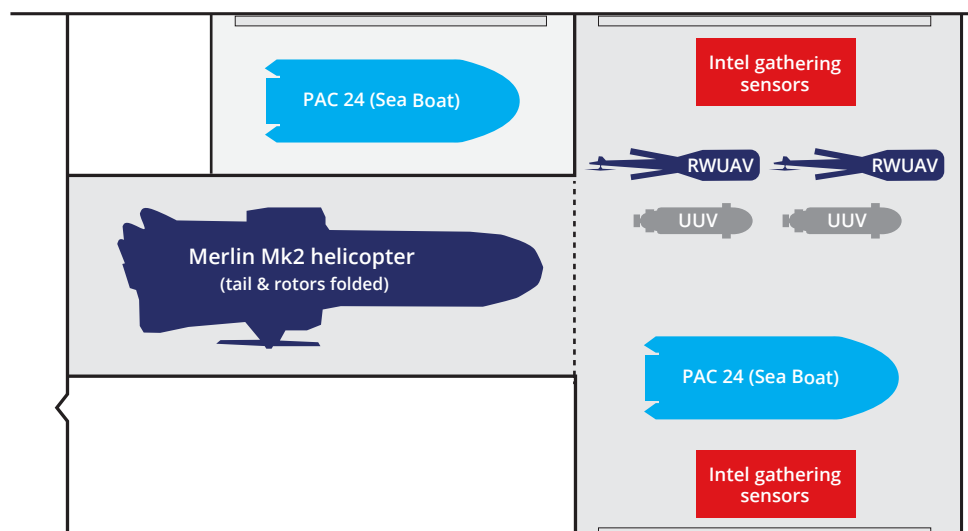 Intel gathering
sensors
PAC 24 (Sea Boat)
RWUAV
RWUAV
UUV
UUV
Merlin Mk2 helicopter
(tail & rotors folded)
PAC 24 (Sea Boat)
Intel gathering
sensors